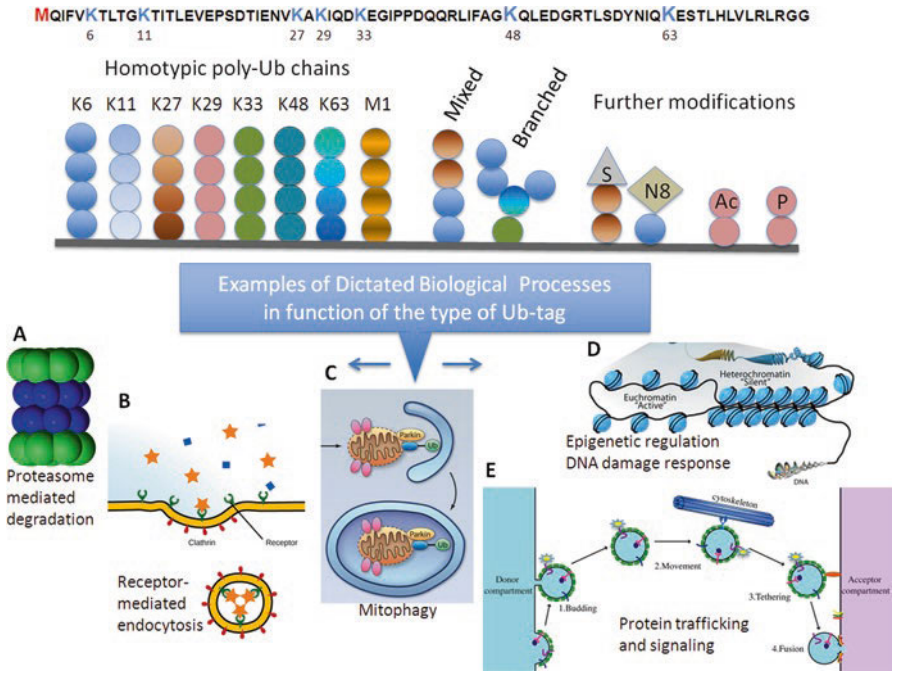 MQIFVKTLTGKTITLEVEPSDTIENVKAKIQDKEGIPPDQQRLIFAGKQLEDGRTLSDYNIQKESTLHLVLRLRGG
6 11 27 29 33 48 63
Homotypic poly-Ub chains
K6 K11 K27 K29 K33 K48 K63 M1
Mixed
Branched
Further modifications
S
N8
Ac
P
Examples of Dictated Biological Processes
in function of the type of Ub-tag
A
Proteasome
mediated
degradation
B
Clathrin
Receptor
Receptor-
mediated
endocytosis
C
Parkin
Ub
Parkin
Ub
Mitophagy
D
Heterochromatin
"Silent"
Euchromatin
"Active"
DNA
Epigenetic regulation
DNA damage response
E
Donor
compartment
1.Budding
2.Movement
cytoskeleton
3.Tethering
4.Fusion
Acceptor
compartment
Protein trafficking
and signaling